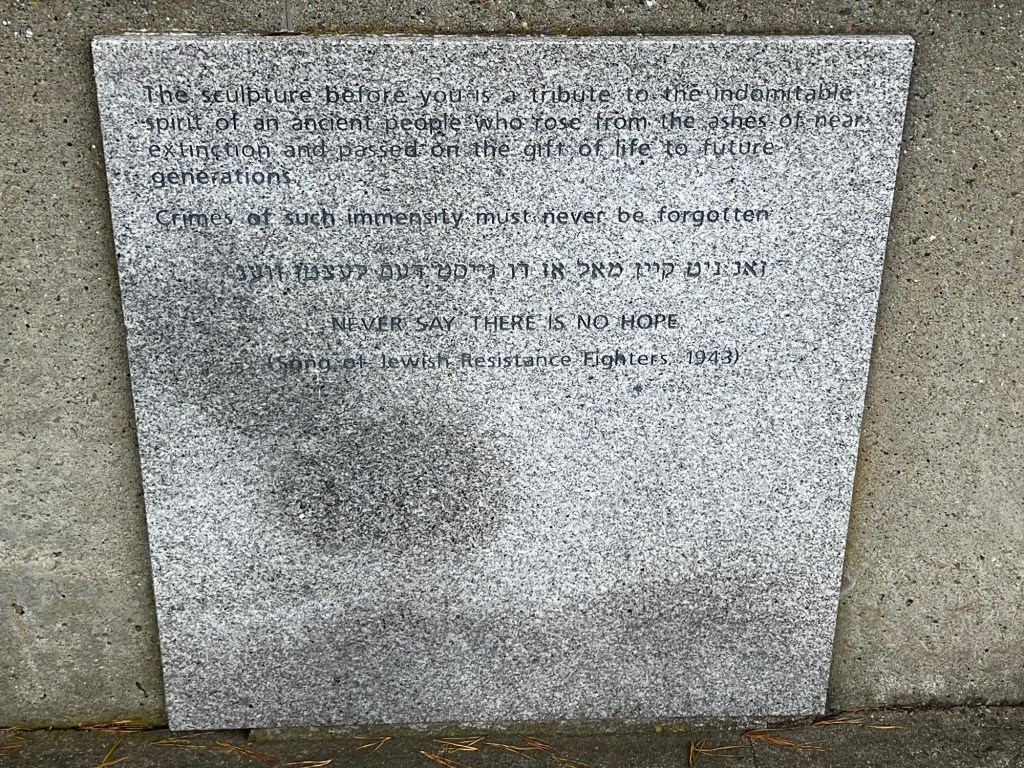 The sculpture before you is a tribute to the indomitable
spirit of an ancient people who rose from the ashes of near
extinction and passed on the gift of life to future
generations.
Crimes of such immensity must never be forgotten
זאג ניט קיין מאל אז דו גייסט דעם לעצטן וועג
NEVER SAY THERE IS NO HOPE
(Song of Jewish Resistance Fighters, 1943)